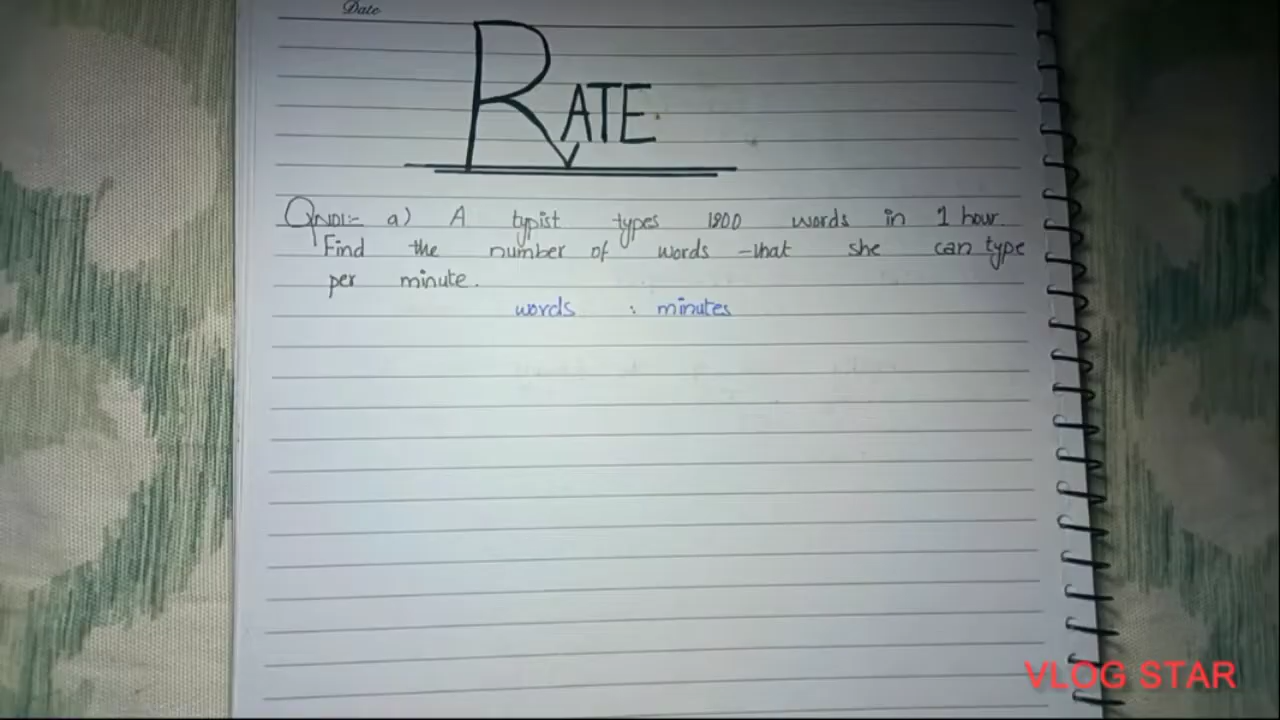 Date
RATE
QNO1:- a) A typist types 1800 words in 1 hour.
Find the number of words that she can type
per minute.
words : minutes
VLOG STAR